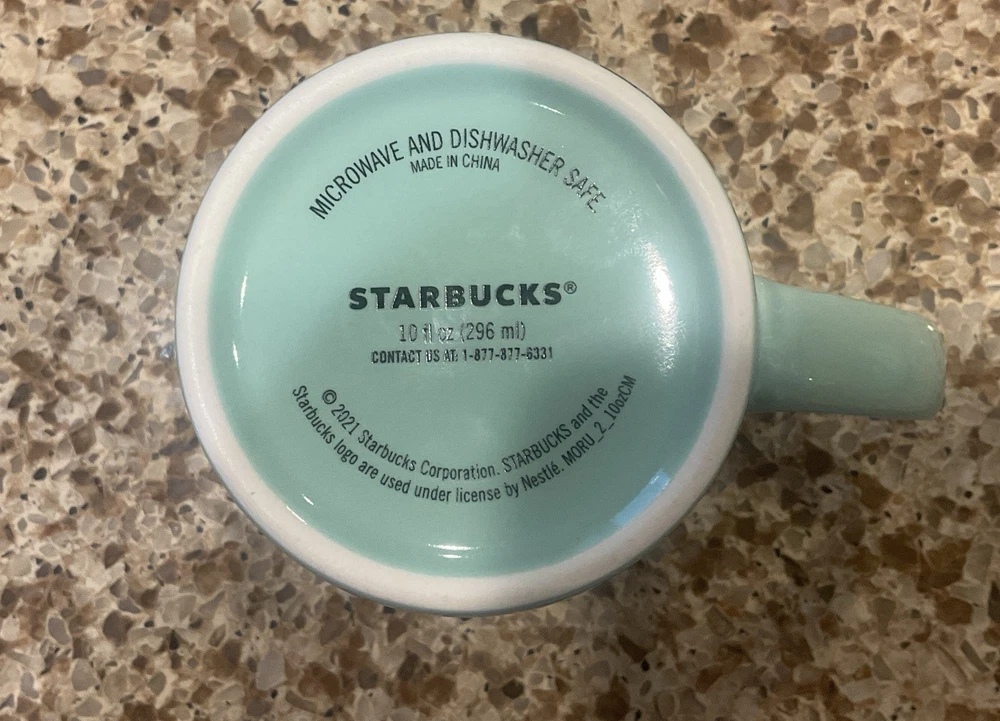 MICROWAVE AND DISHWASHER SAFE.
MADE IN CHINA
STARBUCKS®
10 fl oz (296 ml)
CONTACT US AT: 1-877-877-6331
© 2021 Starbucks Corporation. STARBUCKS and the
Starbucks logo are used under license by Nestlé. MORU_2_10ozCM